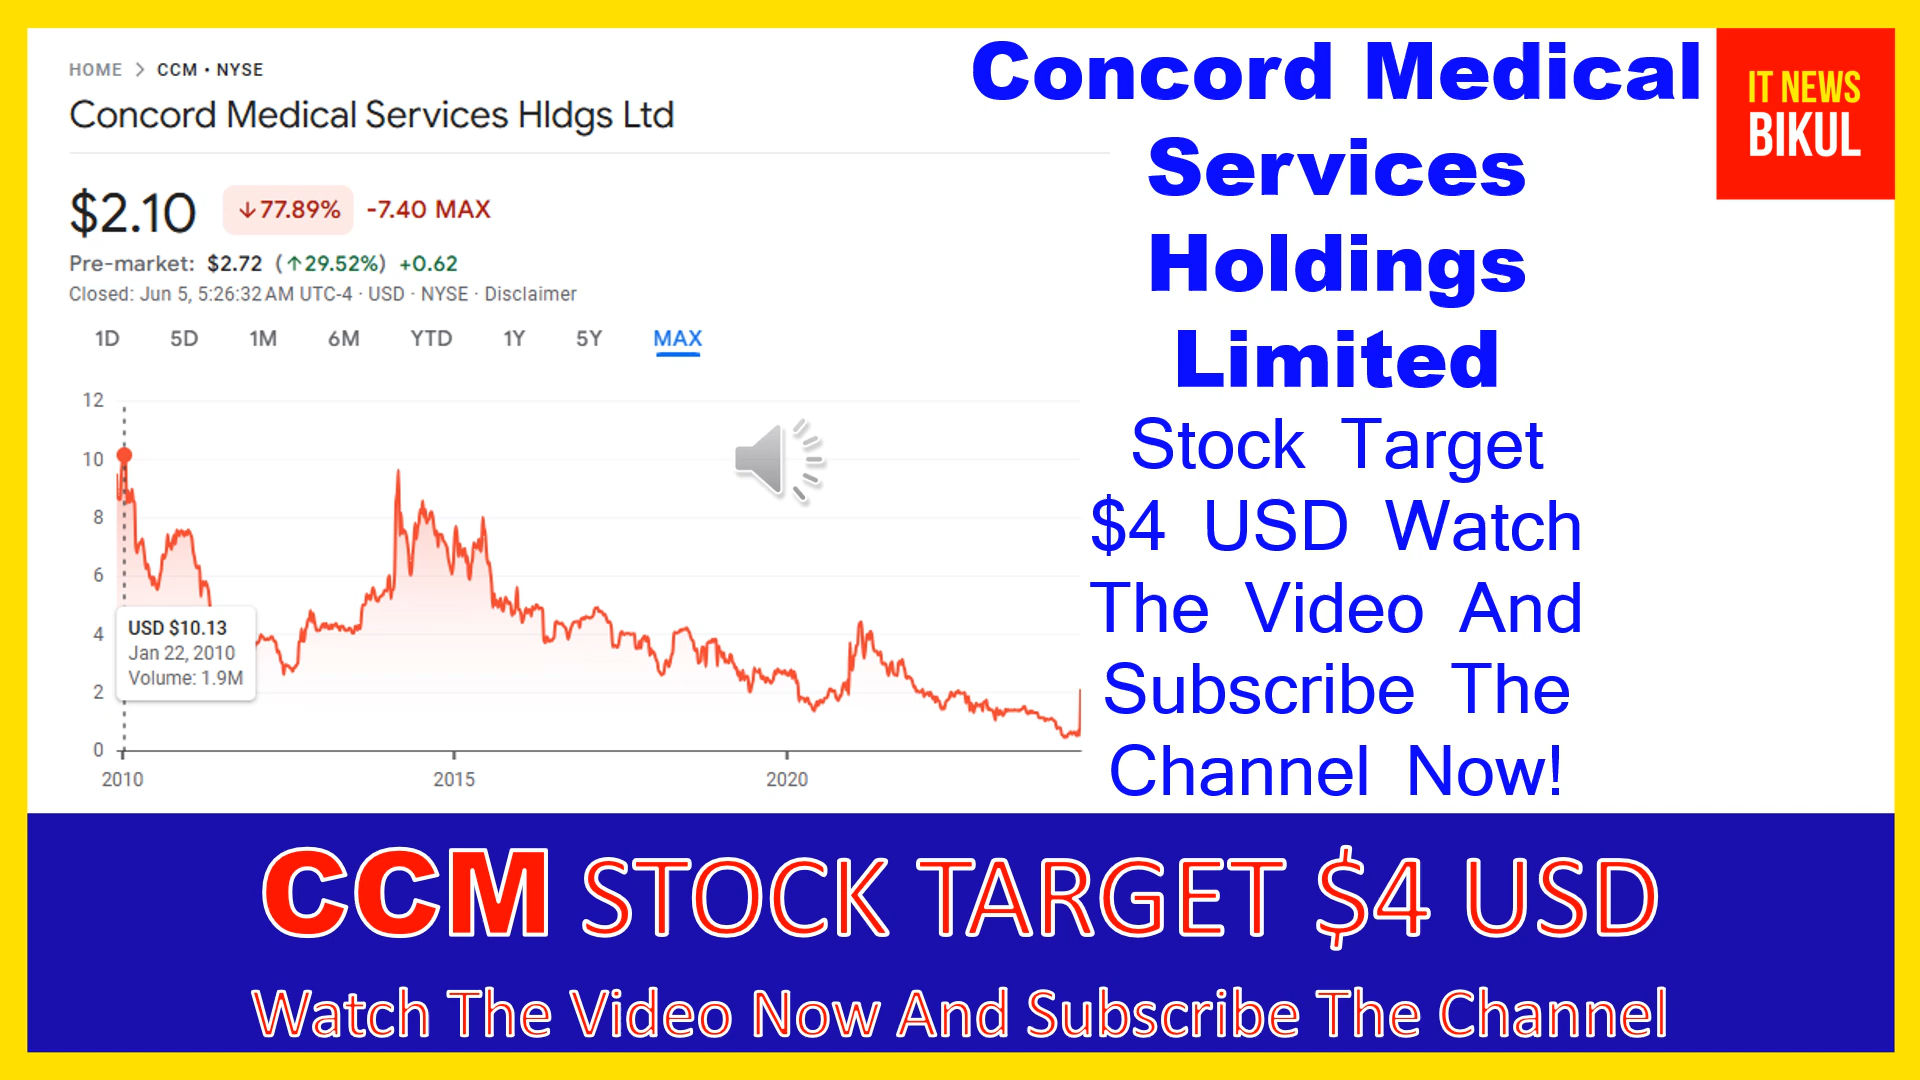 HOME > CCM • NYSE
Concord Medical Services Hldgs Ltd
$2.10 ↓77.89% -7.40 MAX
Pre-market: $2.72 (↑29.52%) +0.62
Closed: Jun 5, 5:26:32 AM UTC-4 · USD · NYSE · Disclaimer
1D 5D 1M 6M YTD 1Y 5Y MAX
12
10
8
6
4
2
0
USD $10.13
Jan 22, 2010
Volume: 1.9M
2010 2015 2020
Concord Medical
Services
Holdings
Limited
Stock Target
$4 USD Watch
The Video And
Subscribe The
Channel Now!
IT NEWS
BIKUL
CCM STOCK TARGET $4 USD
Watch The Video Now And Subscribe The Channel